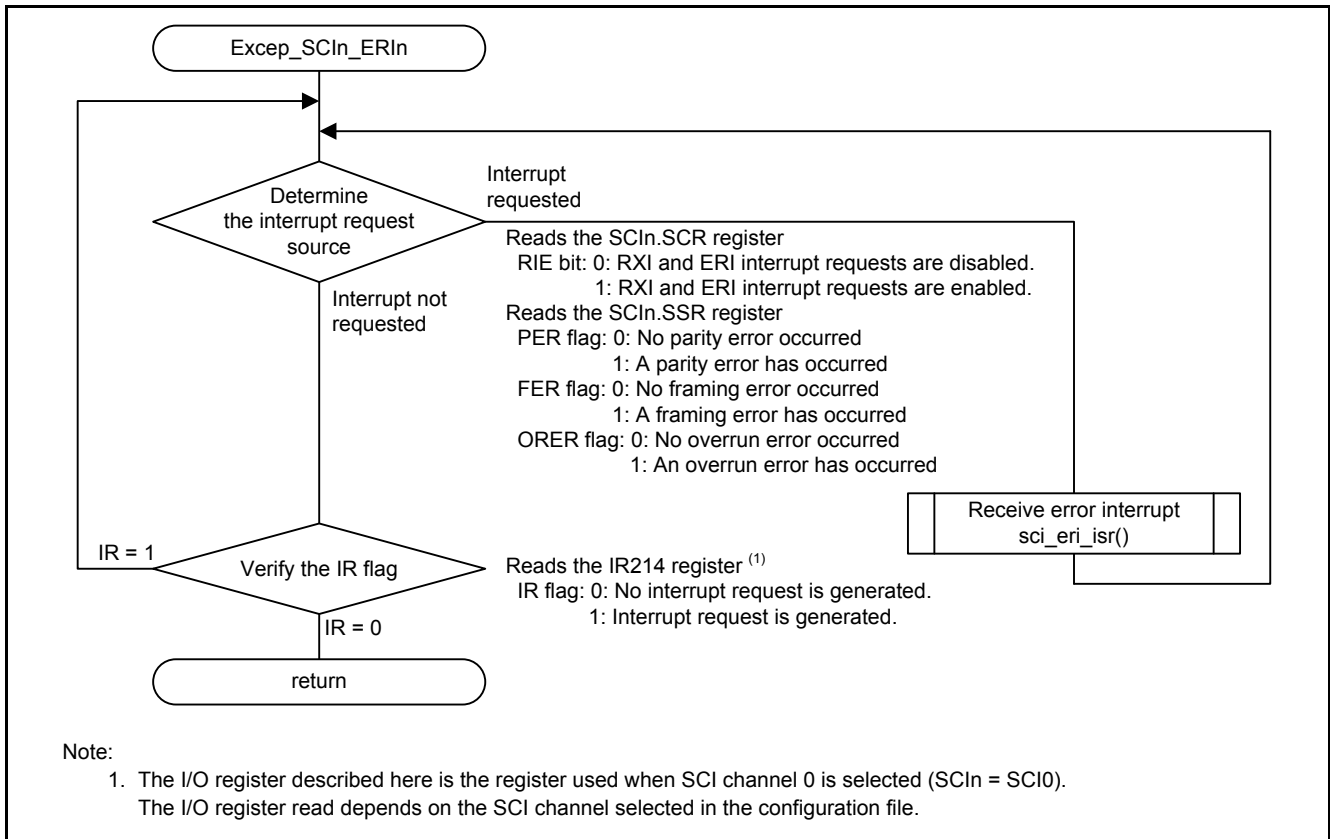 Excep_SCIn_ERIn
Determine
the interrupt request
source
Interrupt
requested
Reads the SCIn.SCR register
RIE bit: 0: RXI and ERI interrupt requests are disabled.
1: RXI and ERI interrupt requests are enabled.
Reads the SCIn.SSR register
PER flag: 0: No parity error occurred
1: A parity error has occurred
FER flag: 0: No framing error occurred
1: A framing error has occurred
ORER flag: 0: No overrun error occurred
1: An overrun error has occurred
Interrupt not
requested
Receive error interrupt
sci_eri_isr()
IR = 1
Verify the IR flag
Reads the IR214 register (1)
IR flag: 0: No interrupt request is generated.
1: Interrupt request is generated.
IR = 0
return
Note:
1. The I/O register described here is the register used when SCI channel 0 is selected (SCIn = SCI0).
The I/O register read depends on the SCI channel selected in the configuration file.